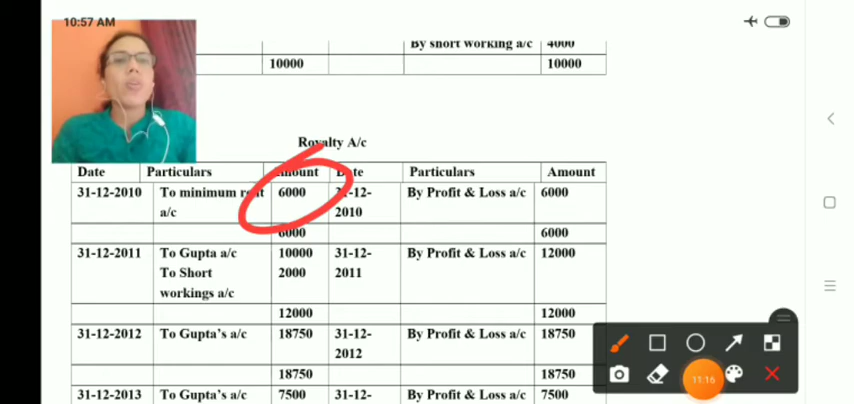 10:57 AM
By short working a/c 4000
10000 10000
Royalty A/c
Date Particulars Amount Date Particulars Amount
31-12-2010 To minimum rent 6000 31-12- By Profit & Loss a/c 6000
a/c 2010
6000 6000
31-12-2011 To Gupta a/c 10000 31-12- By Profit & Loss a/c 12000
To Short 2000 2011
workings a/c
12000 12000
31-12-2012 To Gupta's a/c 18750 31-12- By Profit & Loss a/c 18750
2012
18750 18750
31-12-2013 To Gupta's a/c 7500 31-12- By Profit & Loss a/c 7500
11:16